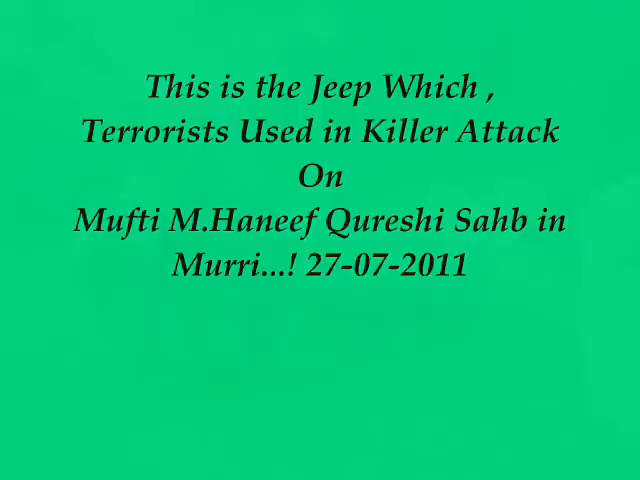 This is the Jeep Which ,
Terrorists Used in Killer Attack
On
Mufti M.Haneef Qureshi Sahb in
Murri...! 27-07-2011